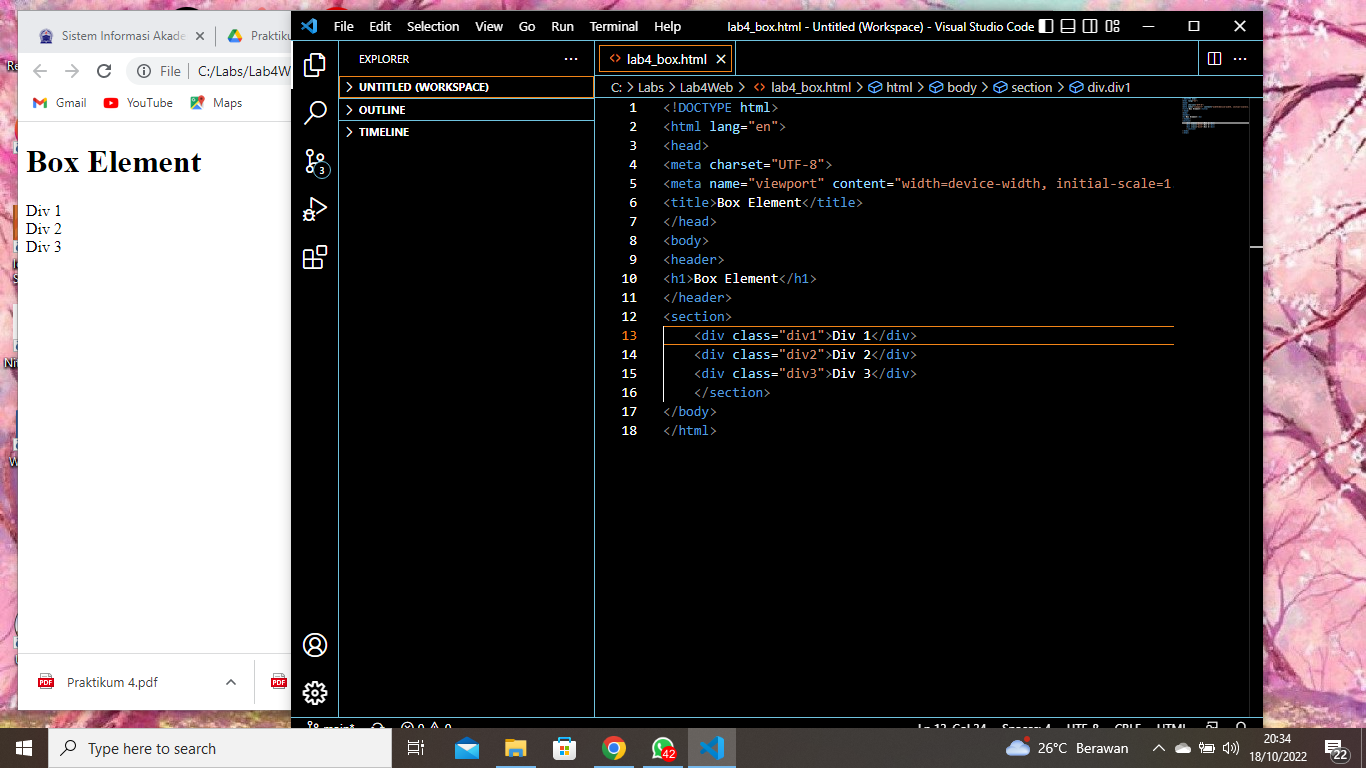 Sistem Informasi Akade
Praktiku
File
C:/Labs/Lab4W
Gmail
YouTube
Maps
Box Element
Div 1
Div 2
Div 3
Praktikum 4.pdf
PDF
PDF
File Edit Selection View Go Run Terminal Help
lab4_box.html - Untitled (Workspace) - Visual Studio Code
EXPLORER
UNTITLED (WORKSPACE)
OUTLINE
TIMELINE
3
lab4_box.html
C: > Labs > Lab4Web > lab4_box.html > html > body > section > div.div1
1 <!DOCTYPE html>
2 <html lang="en">
3 <head>
4 <meta charset="UTF-8">
5 <meta name="viewport" content="width=device-width, initial-scale=1
6 <title>Box Element</title>
7 </head>
8 <body>
9 <header>
10 <h1>Box Element</h1>
11 </header>
12 <section>
13 <div class="div1">Div 1</div>
14 <div class="div2">Div 2</div>
15 <div class="div3">Div 3</div>
16 </section>
17 </body>
18 </html>
Type here to search
42
26°C Berawan
20:34
18/10/2022
22